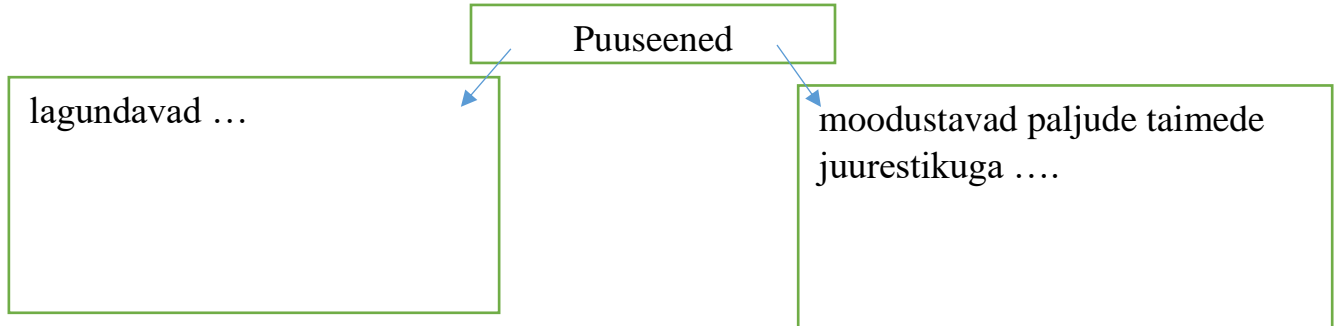 Puuseened
lagundavad …
moodustavad paljude taimede
juurestikuga ….